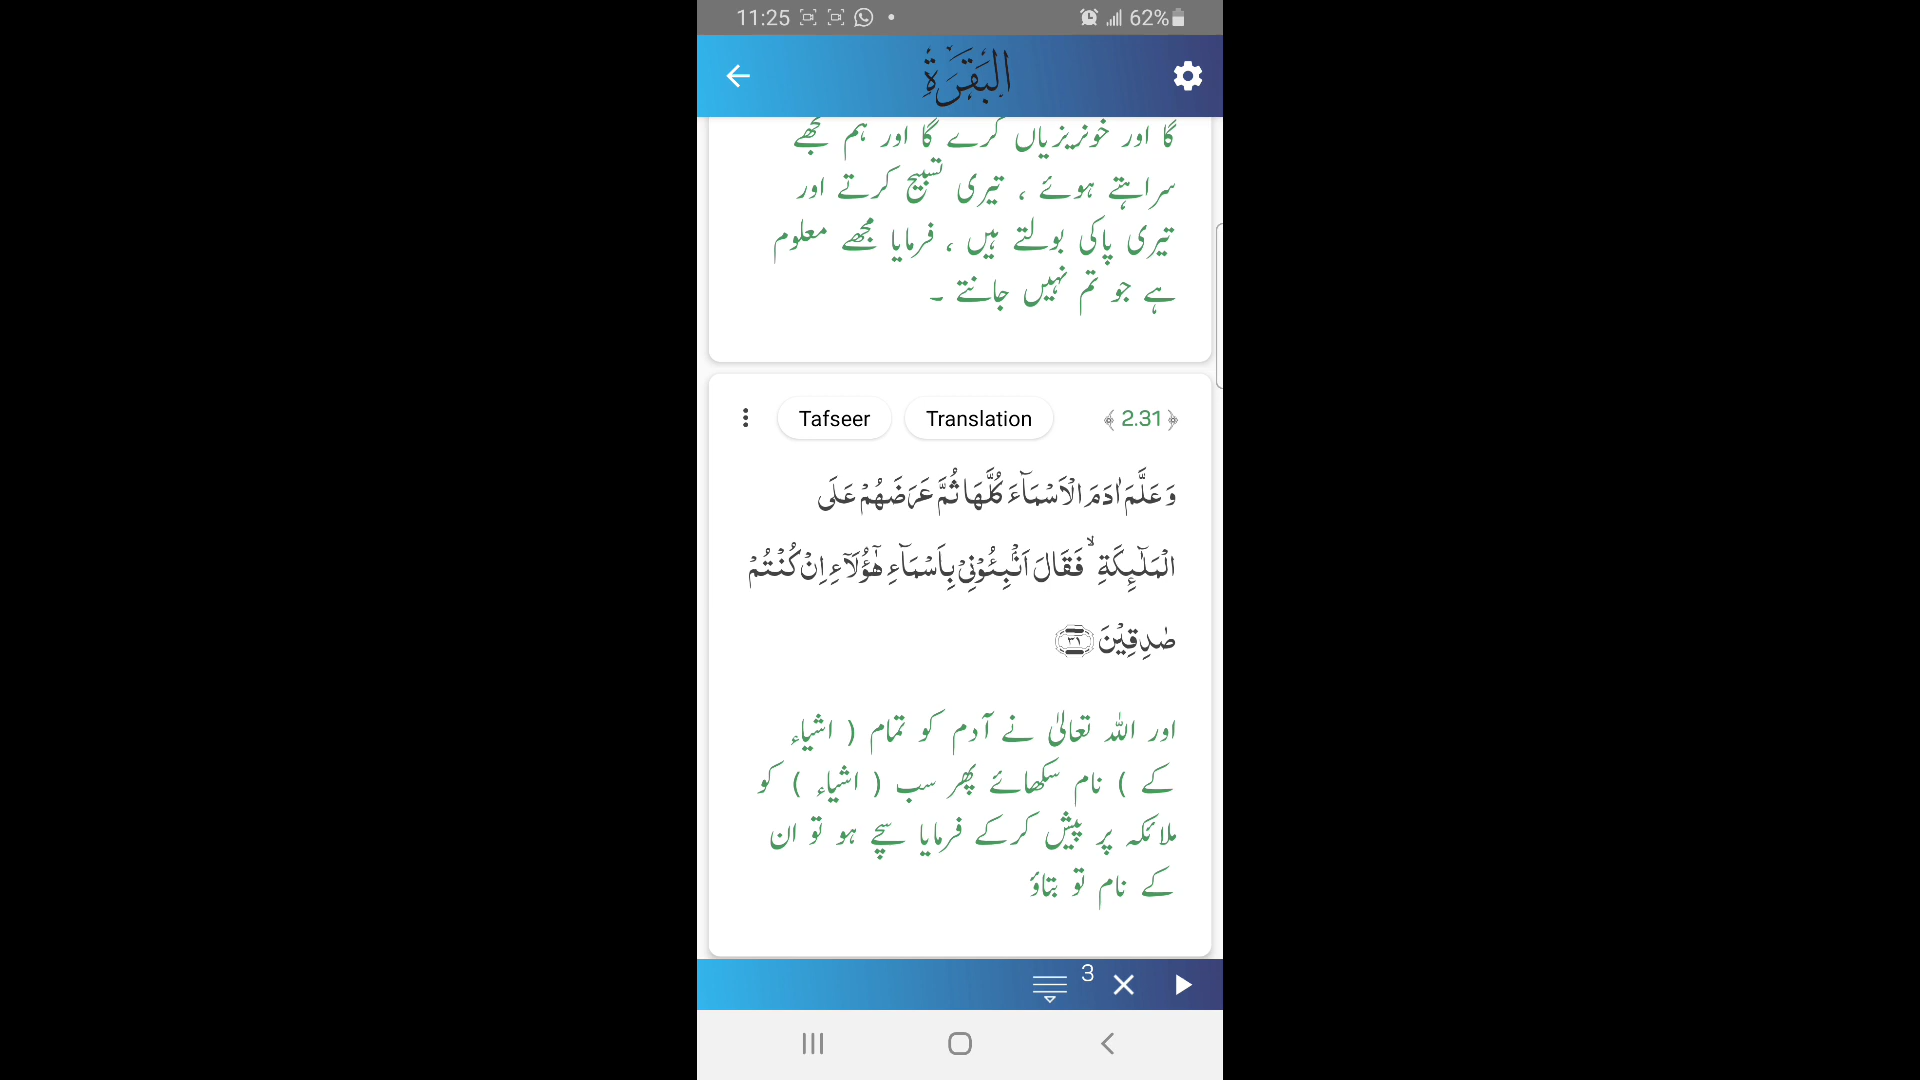 11:25
62%
البَقَرَة
گا اور خونریزیاں کرے گا اور ہم تجھے
سراہتے ہوئے ، تیری تسبیح کرتے اور
تیری پاکی بولتے ہیں ، فرمایا مجھے معلوم
ہے جو تم نہیں جانتے ۔
Tafseer
Translation
2.31
وَ عَلَّمَ اٰدَمَ الْاَسْمَآءَ كُلَّهَا ثُمَّ عَرَضَهُمْ عَلَى
الْمَلٰٓىِٕكَةِ ۙ فَقَالَ اَنْۢبِـُٔوْنِیْ بِاَسْمَآءِ هٰۤؤُلَآءِ اِنْ كُنْتُمْ
صٰدِقِیْنَ ۳۱
اور اللہ تعالیٰ نے آدم کو تمام ( اشیاء
کے ) نام سکھائے پھر سب ( اشیاء ) کو
ملائکہ پر پیش کرکے فرمایا سچے ہو تو ان
کے نام تو بتاؤ
3